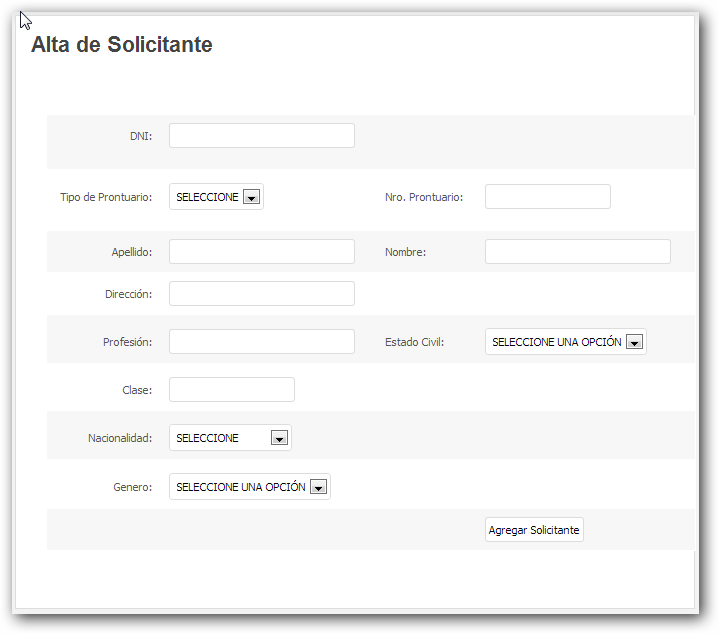 Alta de Solicitante
DNI:
Tipo de Prontuario: SELECCIONE Nro. Prontuario:
Apellido: Nombre:
Dirección:
Profesión: Estado Civil: SELECCIONE UNA OPCIÓN
Clase:
Nacionalidad: SELECCIONE
Genero: SELECCIONE UNA OPCIÓN
Agregar Solicitante